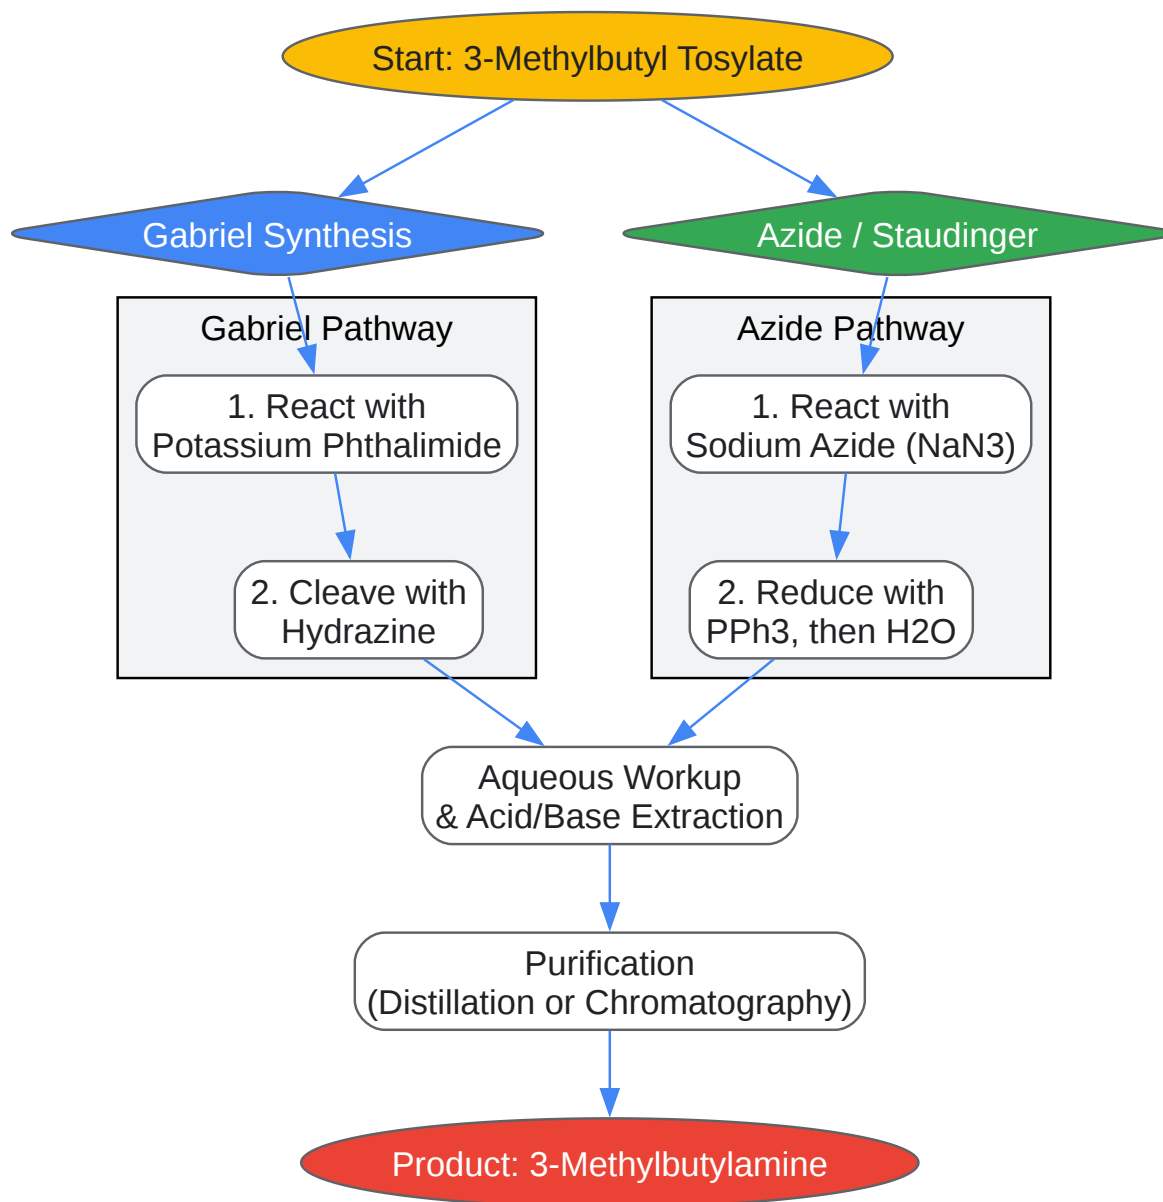 Start: 3-Methylbutyl Tosylate
Gabriel Synthesis
Azide / Staudinger
Gabriel Pathway
Azide Pathway
1. React with
Potassium Phthalimide
1. React with
Sodium Azide (NaN3)
2. Cleave with
Hydrazine
2. Reduce with
PPh3, then H2O
Aqueous Workup
& Acid/Base Extraction
Purification
(Distillation or Chromatography)
Product: 3-Methylbutylamine